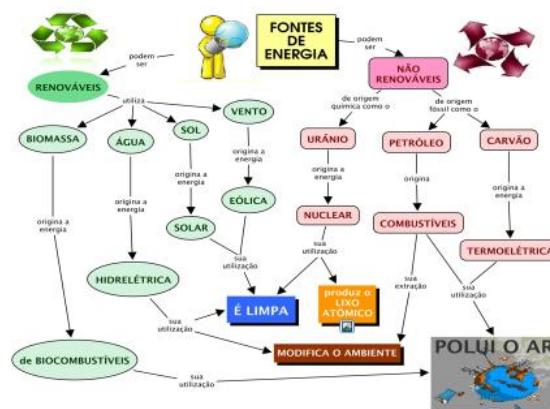 FONTES
DE
ENERGIA
podem
ser
podem
ser
RENOVÁVEIS
NÃO
RENOVÁVEIS
utiliza
de origem
química como o
de origem
fóssil como o
BIOMASSA
ÁGUA
SOL
VENTO
URÂNIO
PETRÓLEO
CARVÃO
origina a
energia
origina a
energia
origina a
energia
origina a
energia
origina a
energia
origina
origina a
energia
SOLAR
EÓLICA
NUCLEAR
COMBUSTÍVEIS
TERMOELÉTRICA
HIDRELÉTRICA
sua
utilização
sua
utilização
sua
extração
sua
utilização
sua
utilização
É LIMPA
produz o
LIXO
ATÔMICO
MODIFICA O AMBIENTE
POLUI O AR
de BIOCOMBUSTÍVEIS
sua
utilização